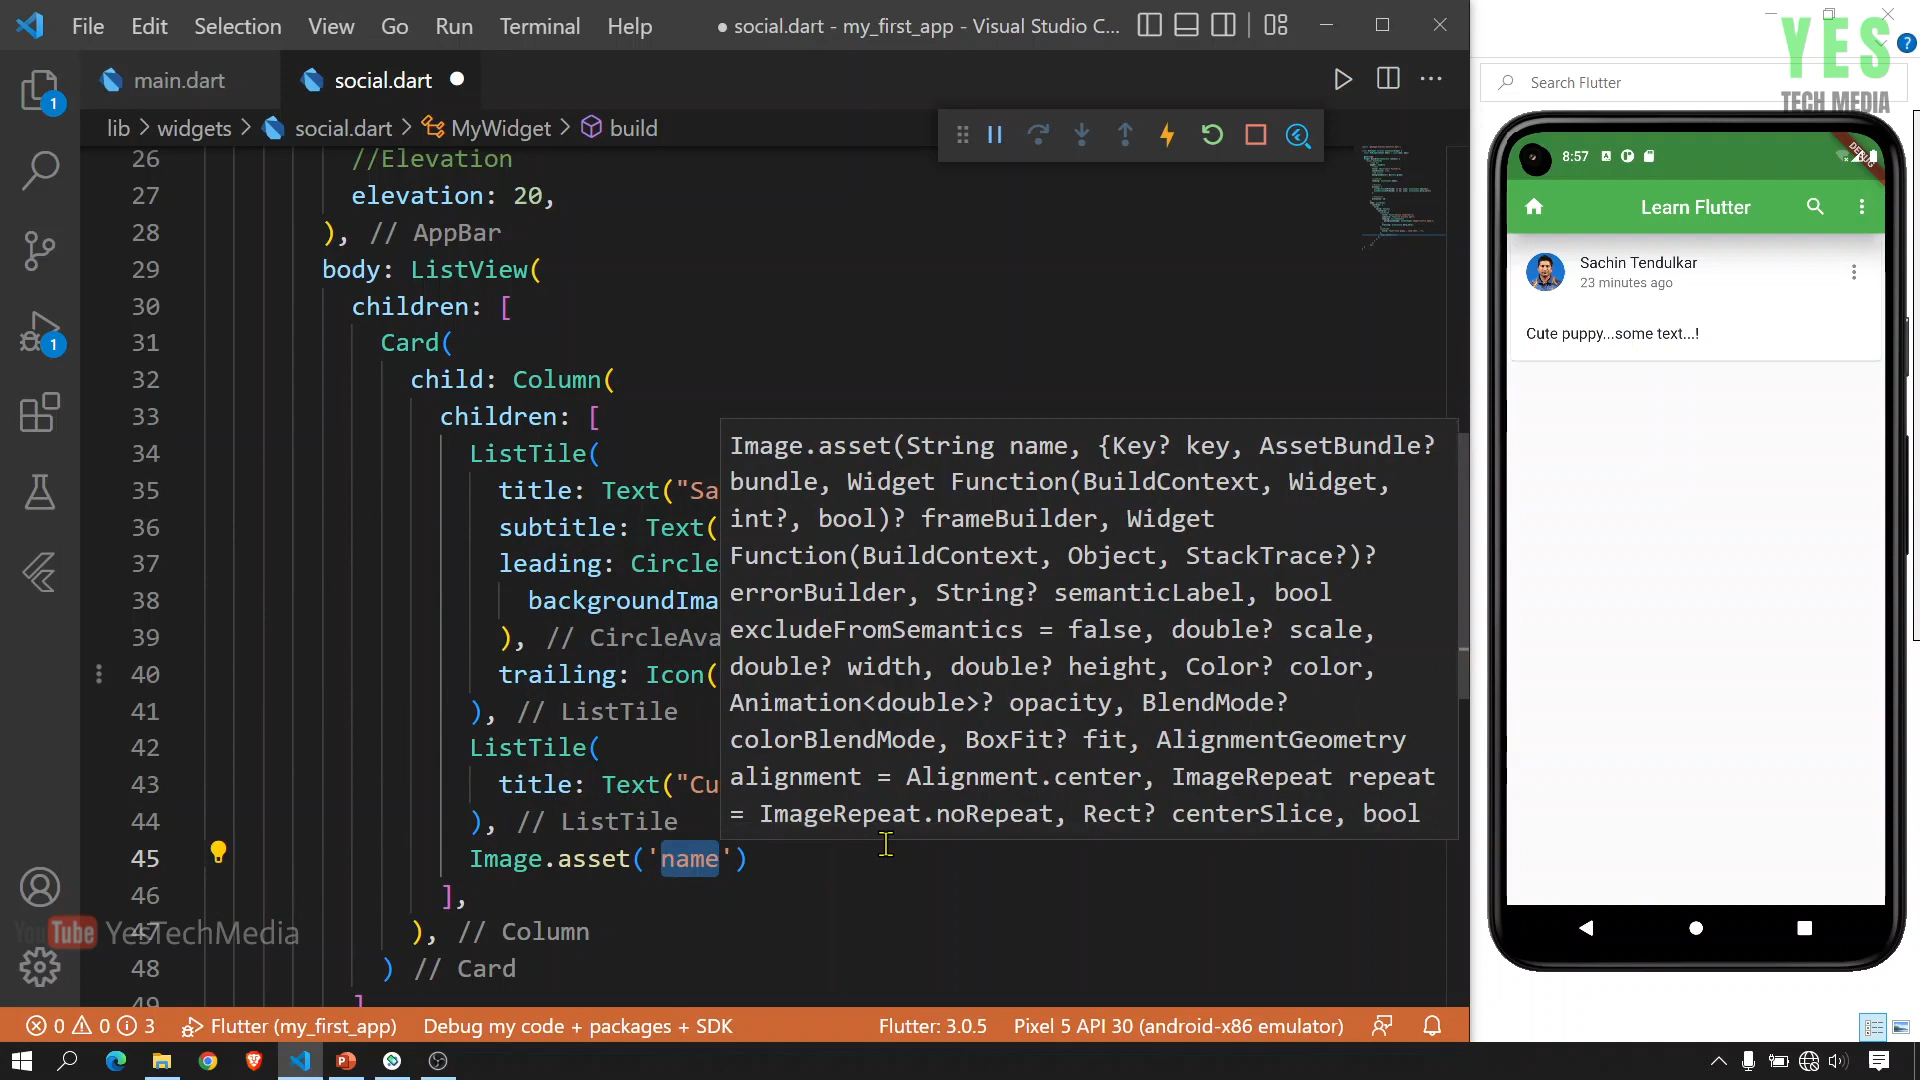 File Edit Selection View Go Run Terminal Help
● social.dart - my_first_app - Visual Studio C...
main.dart
social.dart
lib > widgets > social.dart > MyWidget > build
26 //Elevation
27 elevation: 20,
28 ), // AppBar
29 body: ListView(
30 children: [
31 Card(
32 child: Column(
33 children: [
34 ListTile(
35 title: Text("Sa
36 subtitle: Text(
37 leading: Circle
38 backgroundIma
39 ), // CircleAva
40 trailing: Icon(
41 ), // ListTile
42 ListTile(
43 title: Text("Cu
44 ), // ListTile
45 Image.asset('name')
46 ],
47 ), // Column
48 ) // Card
49 ]
Image.asset(String name, {Key? key, AssetBundle?
bundle, Widget Function(BuildContext, Widget,
int?, bool)? frameBuilder, Widget
Function(BuildContext, Object, StackTrace?)?
errorBuilder, String? semanticLabel, bool
excludeFromSemantics = false, double? scale,
double? width, double? height, Color? color,
Animation<double>? opacity, BlendMode?
colorBlendMode, BoxFit? fit, AlignmentGeometry
alignment = Alignment.center, ImageRepeat repeat
= ImageRepeat.noRepeat, Rect? centerSlice, bool
1
1
YouTube YesTechMedia
0 0 3 Flutter (my_first_app) Debug my code + packages + SDK Flutter: 3.0.5 Pixel 5 API 30 (android-x86 emulator)
YES
TECH MEDIA
Search Flutter
8:57
DEBUG
Learn Flutter
Sachin Tendulkar
23 minutes ago
Cute puppy...some text...!